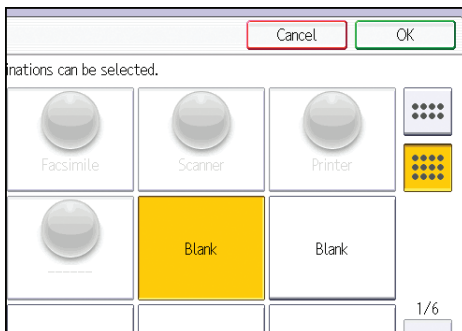 Cancel OK
inations can be selected.
Facsimile Scanner Printer
Blank Blank
1/6